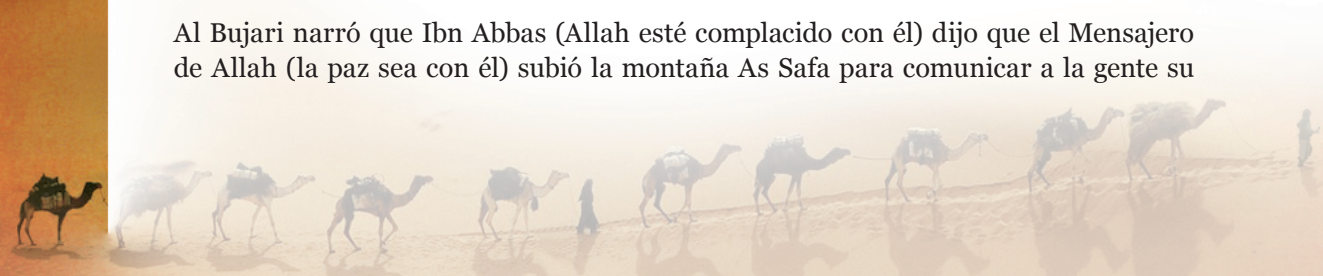 Al Bujari narró que Ibn Abbas (Allah esté complacido con él) dijo que el Mensajero
de Allah (la paz sea con él) subió la montaña As Safa para comunicar a la gente su